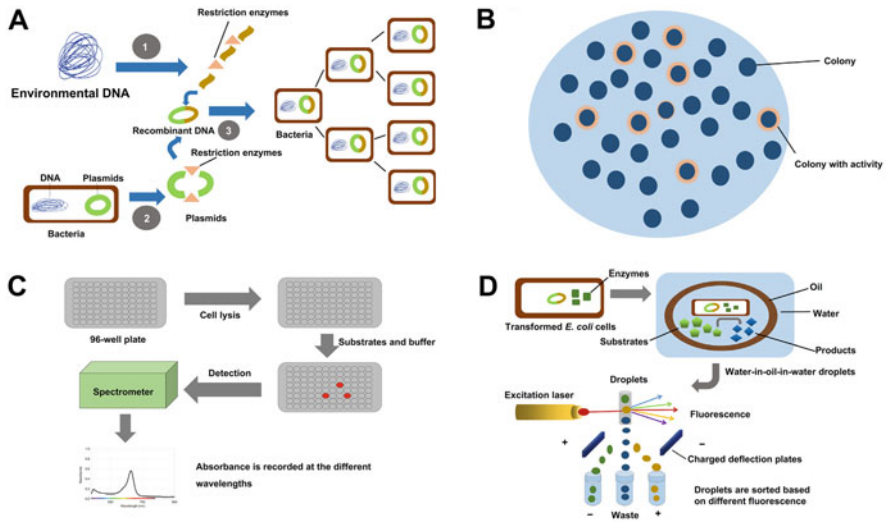 A
Restriction enzymes
1
Environmental DNA
Recombinant DNA
3
Bacteria
Restriction enzymes
DNA
Plasmids
2
Bacteria
Plasmids
B
Colony
Colony with activity
C
96-well plate
Cell lysis
Substrates and buffer
Spectrometer
Detection
Absorbance is recorded at the different
wavelengths
D
Enzymes
Transformed E. coli cells
Oil
Water
Substrates
Products
Water-in-oil-in-water droplets
Droplets
Excitation laser
Fluorescence
+
−
Charged deflection plates
Droplets are sorted based
on different fluorescence
−
Waste
+